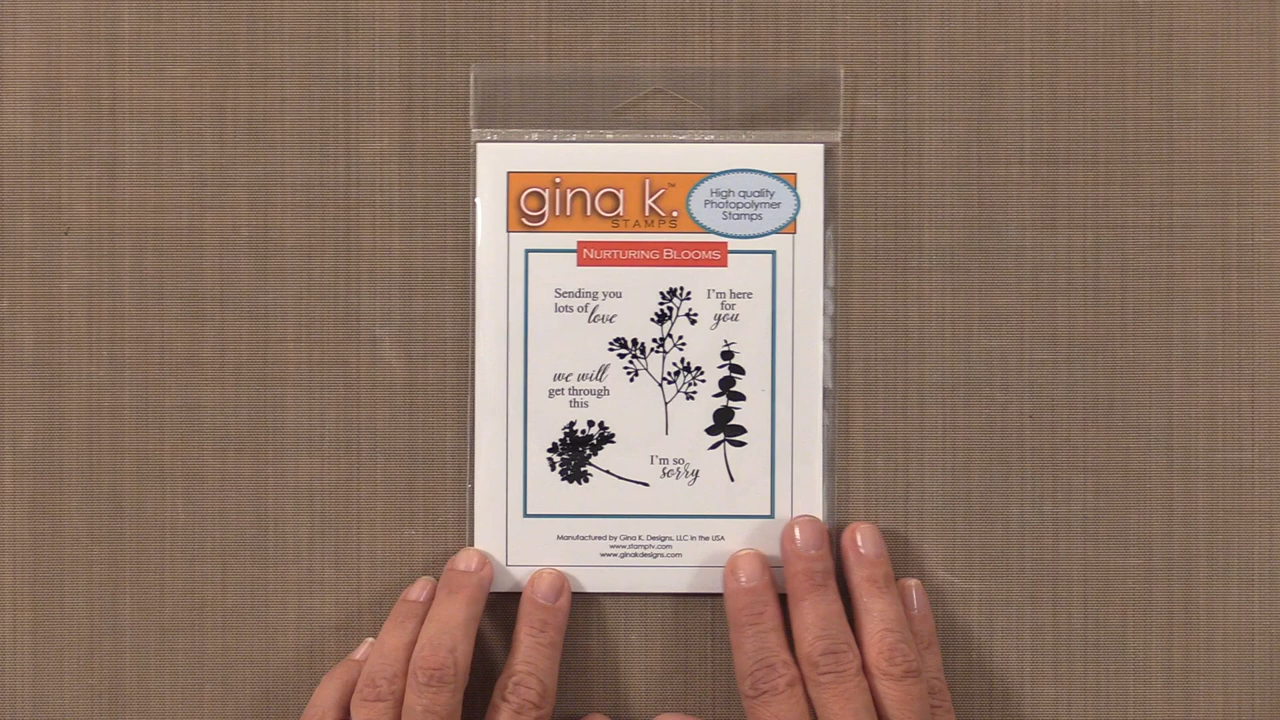 gina k.™
STAMPS
High quality
Photopolymer
Stamps
NURTURING BLOOMS
Sending you
lots of love
I'm here
for
you
we will
get through
this
I'm so
sorry
Manufactured by Gina K. Designs, LLC in the USA
www.stamptv.com
www.ginakdesigns.com